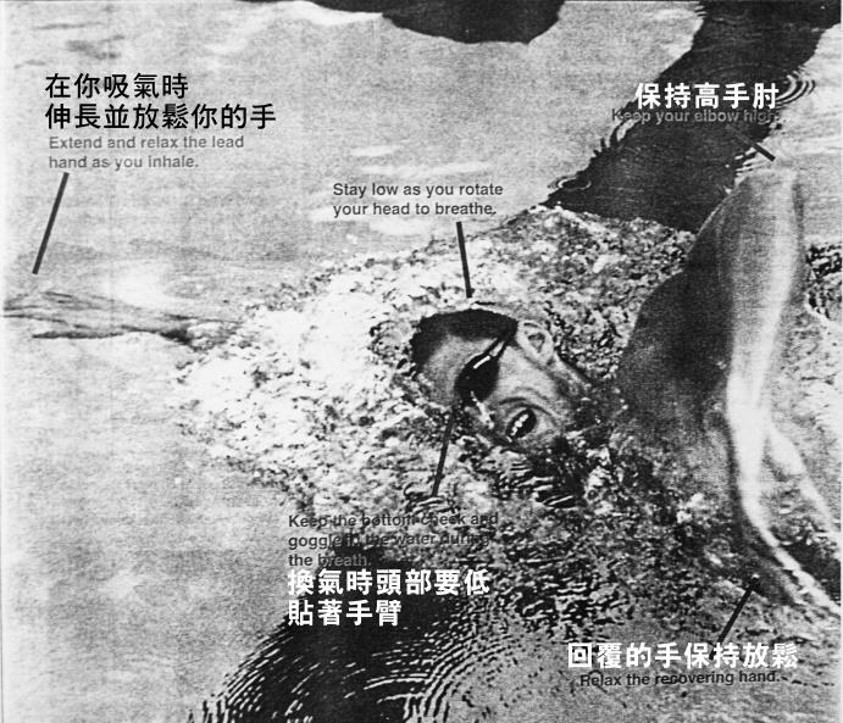 在你吸氣時
伸長並放鬆你的手
Extend and relax the lead
hand as you inhale.
保持高手肘
Keep your elbow high.
Stay low as you rotate
your head to breathe.
Keep the bottom cheek and
goggle in the water during
the breath.
換氣時頭部要低
貼著手臂
回覆的手保持放鬆
Relax the recovering hand.